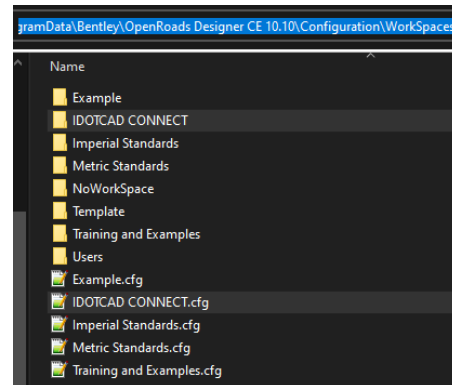 gramData\Bentley\OpenRoads Designer CE 10.10\Configuration\WorkSpaces
Name
Example
IDOTCAD CONNECT
Imperial Standards
Metric Standards
NoWorkSpace
Template
Training and Examples
Users
Example.cfg
IDOTCAD CONNECT.cfg
Imperial Standards.cfg
Metric Standards.cfg
Training and Examples.cfg